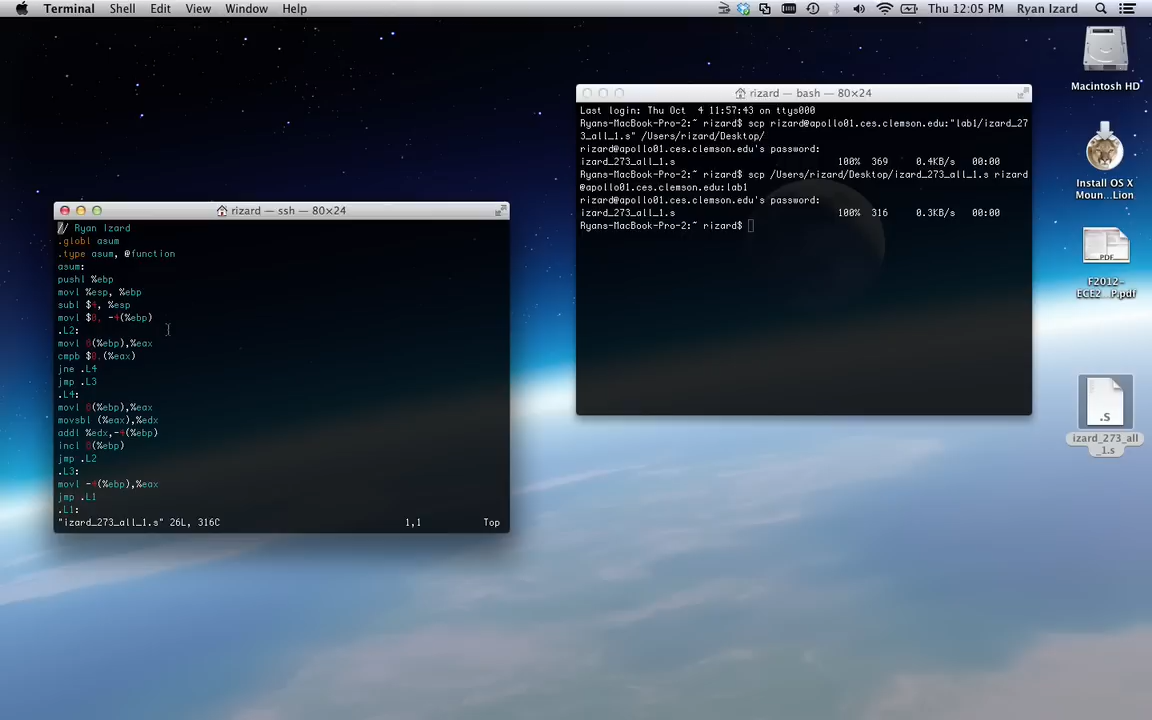 Terminal Shell Edit View Window Help Thu 12:05 PM Ryan Izard
Macintosh HD
Install OS X
Moun...Lion
PDF
F2012-
ECE2...P.pdf
.S
izard_273_all
_1.s
rizard — bash — 80×24
Last login: Thu Oct  4 11:57:43 on ttys000
Ryans-MacBook-Pro-2:~ rizard$ scp rizard@apollo01.ces.clemson.edu:"lab1/izard_27
3_all_1.s" /Users/rizard/Desktop/
rizard@apollo01.ces.clemson.edu's password:
izard_273_all_1.s 100% 369 0.4KB/s 00:00
Ryans-MacBook-Pro-2:~ rizard$ scp /Users/rizard/Desktop/izard_273_all_1.s rizard
@apollo01.ces.clemson.edu:lab1
rizard@apollo01.ces.clemson.edu's password:
izard_273_all_1.s 100% 316 0.3KB/s 00:00
Ryans-MacBook-Pro-2:~ rizard$
rizard — ssh — 80×24
// Ryan Izard
.globl asum
.type asum, @function
asum:
pushl %ebp
movl %esp, %ebp
subl $4, %esp
movl $0, -4(%ebp)
.L2:
movl 8(%ebp),%eax
cmpb $0,(%eax)
jne .L4
jmp .L3
.L4:
movl 8(%ebp),%eax
movsbl (%eax),%edx
addl %edx,-4(%ebp)
incl 8(%ebp)
jmp .L2
.L3:
movl -4(%ebp),%eax
jmp .L1
.L1:
"izard_273_all_1.s" 26L, 316C 1,1 Top